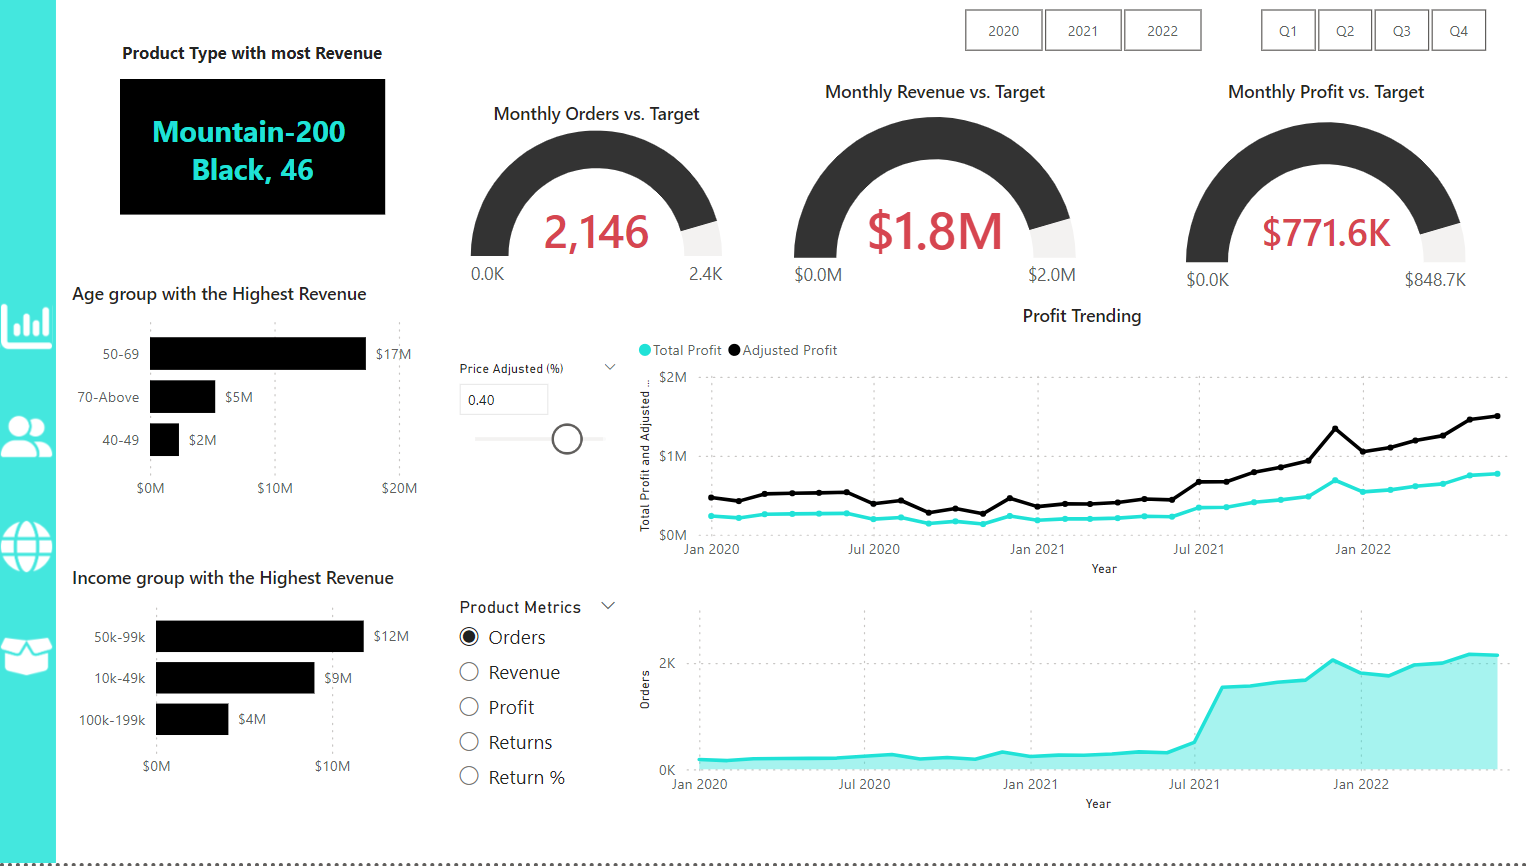 2020
2021
2022
Q1
Q2
Q3
Q4
Product Type with most Revenue
Mountain-200
Black, 46
Monthly Orders vs. Target
2,146
0.0K
2.4K
Monthly Revenue vs. Target
$1.8M
$0.0M
$2.0M
Monthly Profit vs. Target
$771.6K
$0.0K
$848.7K
Age group with the Highest Revenue
50-69
$17M
70-Above
$5M
40-49
$2M
$0M
$10M
$20M
Price Adjusted (%)
0.40
Profit Trending
Total Profit
Adjusted Profit
Total Profit and Adjusted ...
$2M
$1M
$0M
Jan 2020
Jul 2020
Jan 2021
Jul 2021
Jan 2022
Year
Income group with the Highest Revenue
50k-99k
$12M
10k-49k
$9M
100k-199k
$4M
$0M
$10M
Product Metrics
Orders
Revenue
Profit
Returns
Return %
Orders
2K
0K
Jan 2020
Jul 2020
Jan 2021
Jul 2021
Jan 2022
Year